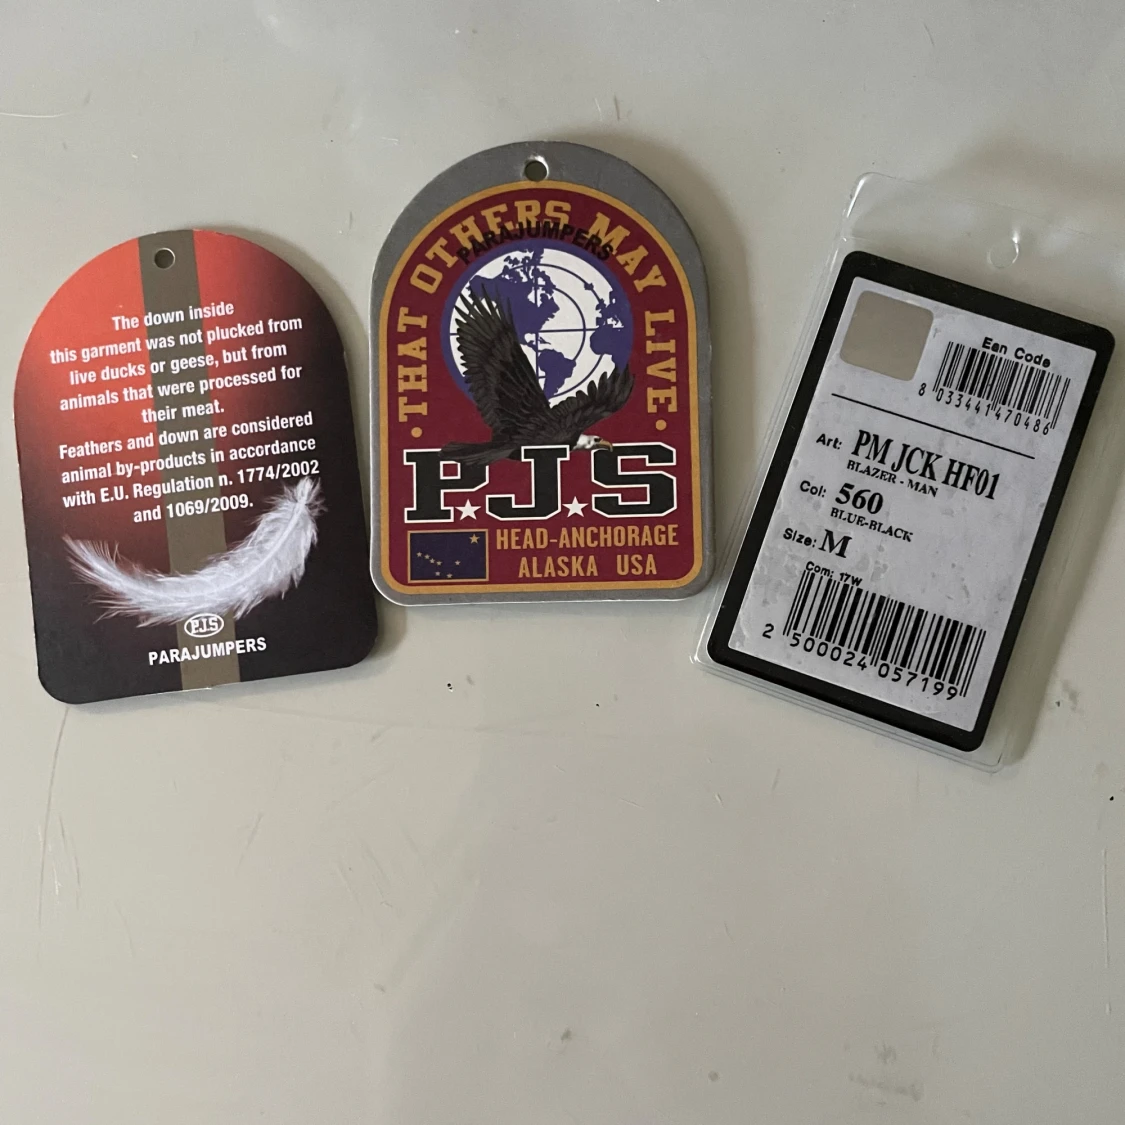 The down inside
this garment was not plucked from
live ducks or geese, but from
animals that were processed for
their meat.
Feathers and down are considered
animal by-products in accordance
with E.U. Regulation n. 1774/2002
and 1069/2009.
P.J.S
PARAJUMPERS
·THAT OTHERS MAY LIVE·
PARAJUMPERS
P.J.S
HEAD-ANCHORAGE
ALASKA USA
Ean Code
8 033441 470486
Art: PM JCK HF01
BLAZER - MAN
Col: 560
BLUE-BLACK
Size: M
Com: 17W
2 500024 057199